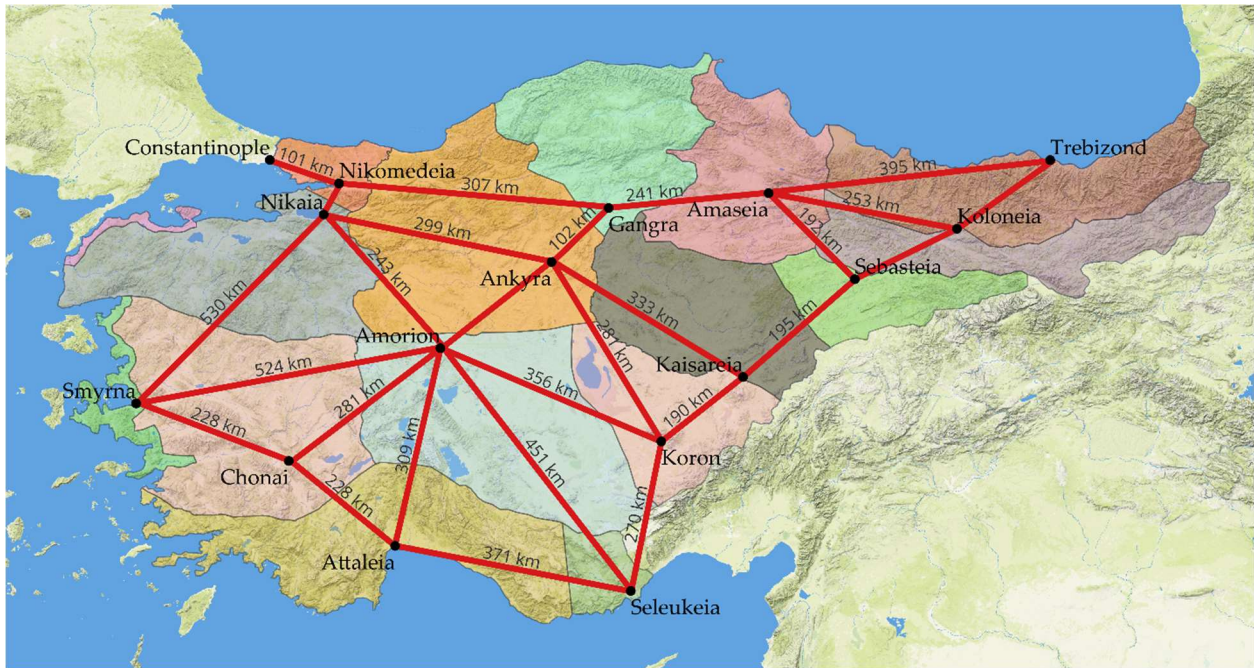 Constantinople
101 km
Trebizond
395 km
Nikomedeia
307 km
241 km
Amaseia
253 km
Nikaia
Gangra
Koloneia
299 km
102 km
192 km
243 km
Ankyra
Sebasteia
530 km
333 km
195 km
Amorion
281 km
Kaisareia
524 km
356 km
Smyrna
281 km
190 km
228 km
309 km
451 km
Koron
Chonai
228 km
270 km
Attaleia
371 km
Seleukeia